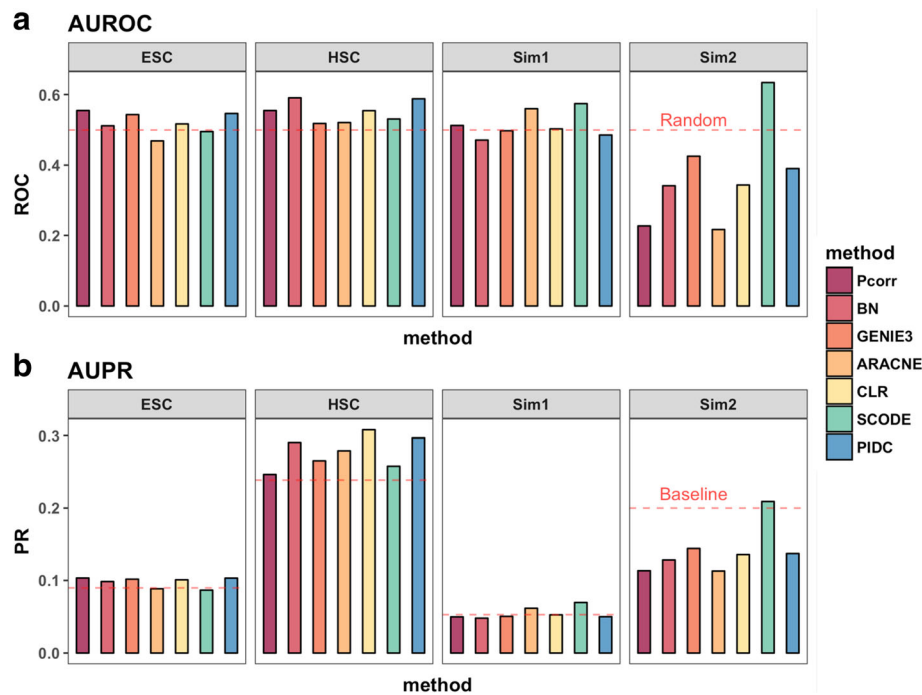 a AUROC
ESC HSC Sim1 Sim2
0.6
Random
0.4
0.2
0.0
ROC
method
b AUPR
ESC HSC Sim1 Sim2
0.3
Baseline
0.2
0.1
0.0
PR
method
method
Pcorr
BN
GENIE3
ARACNE
CLR
SCODE
PIDC